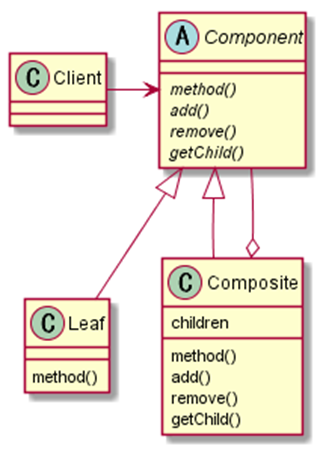 A Component
method()
add()
remove()
getChild()
C Client
C Leaf
method()
C Composite
children
method()
add()
remove()
getChild()